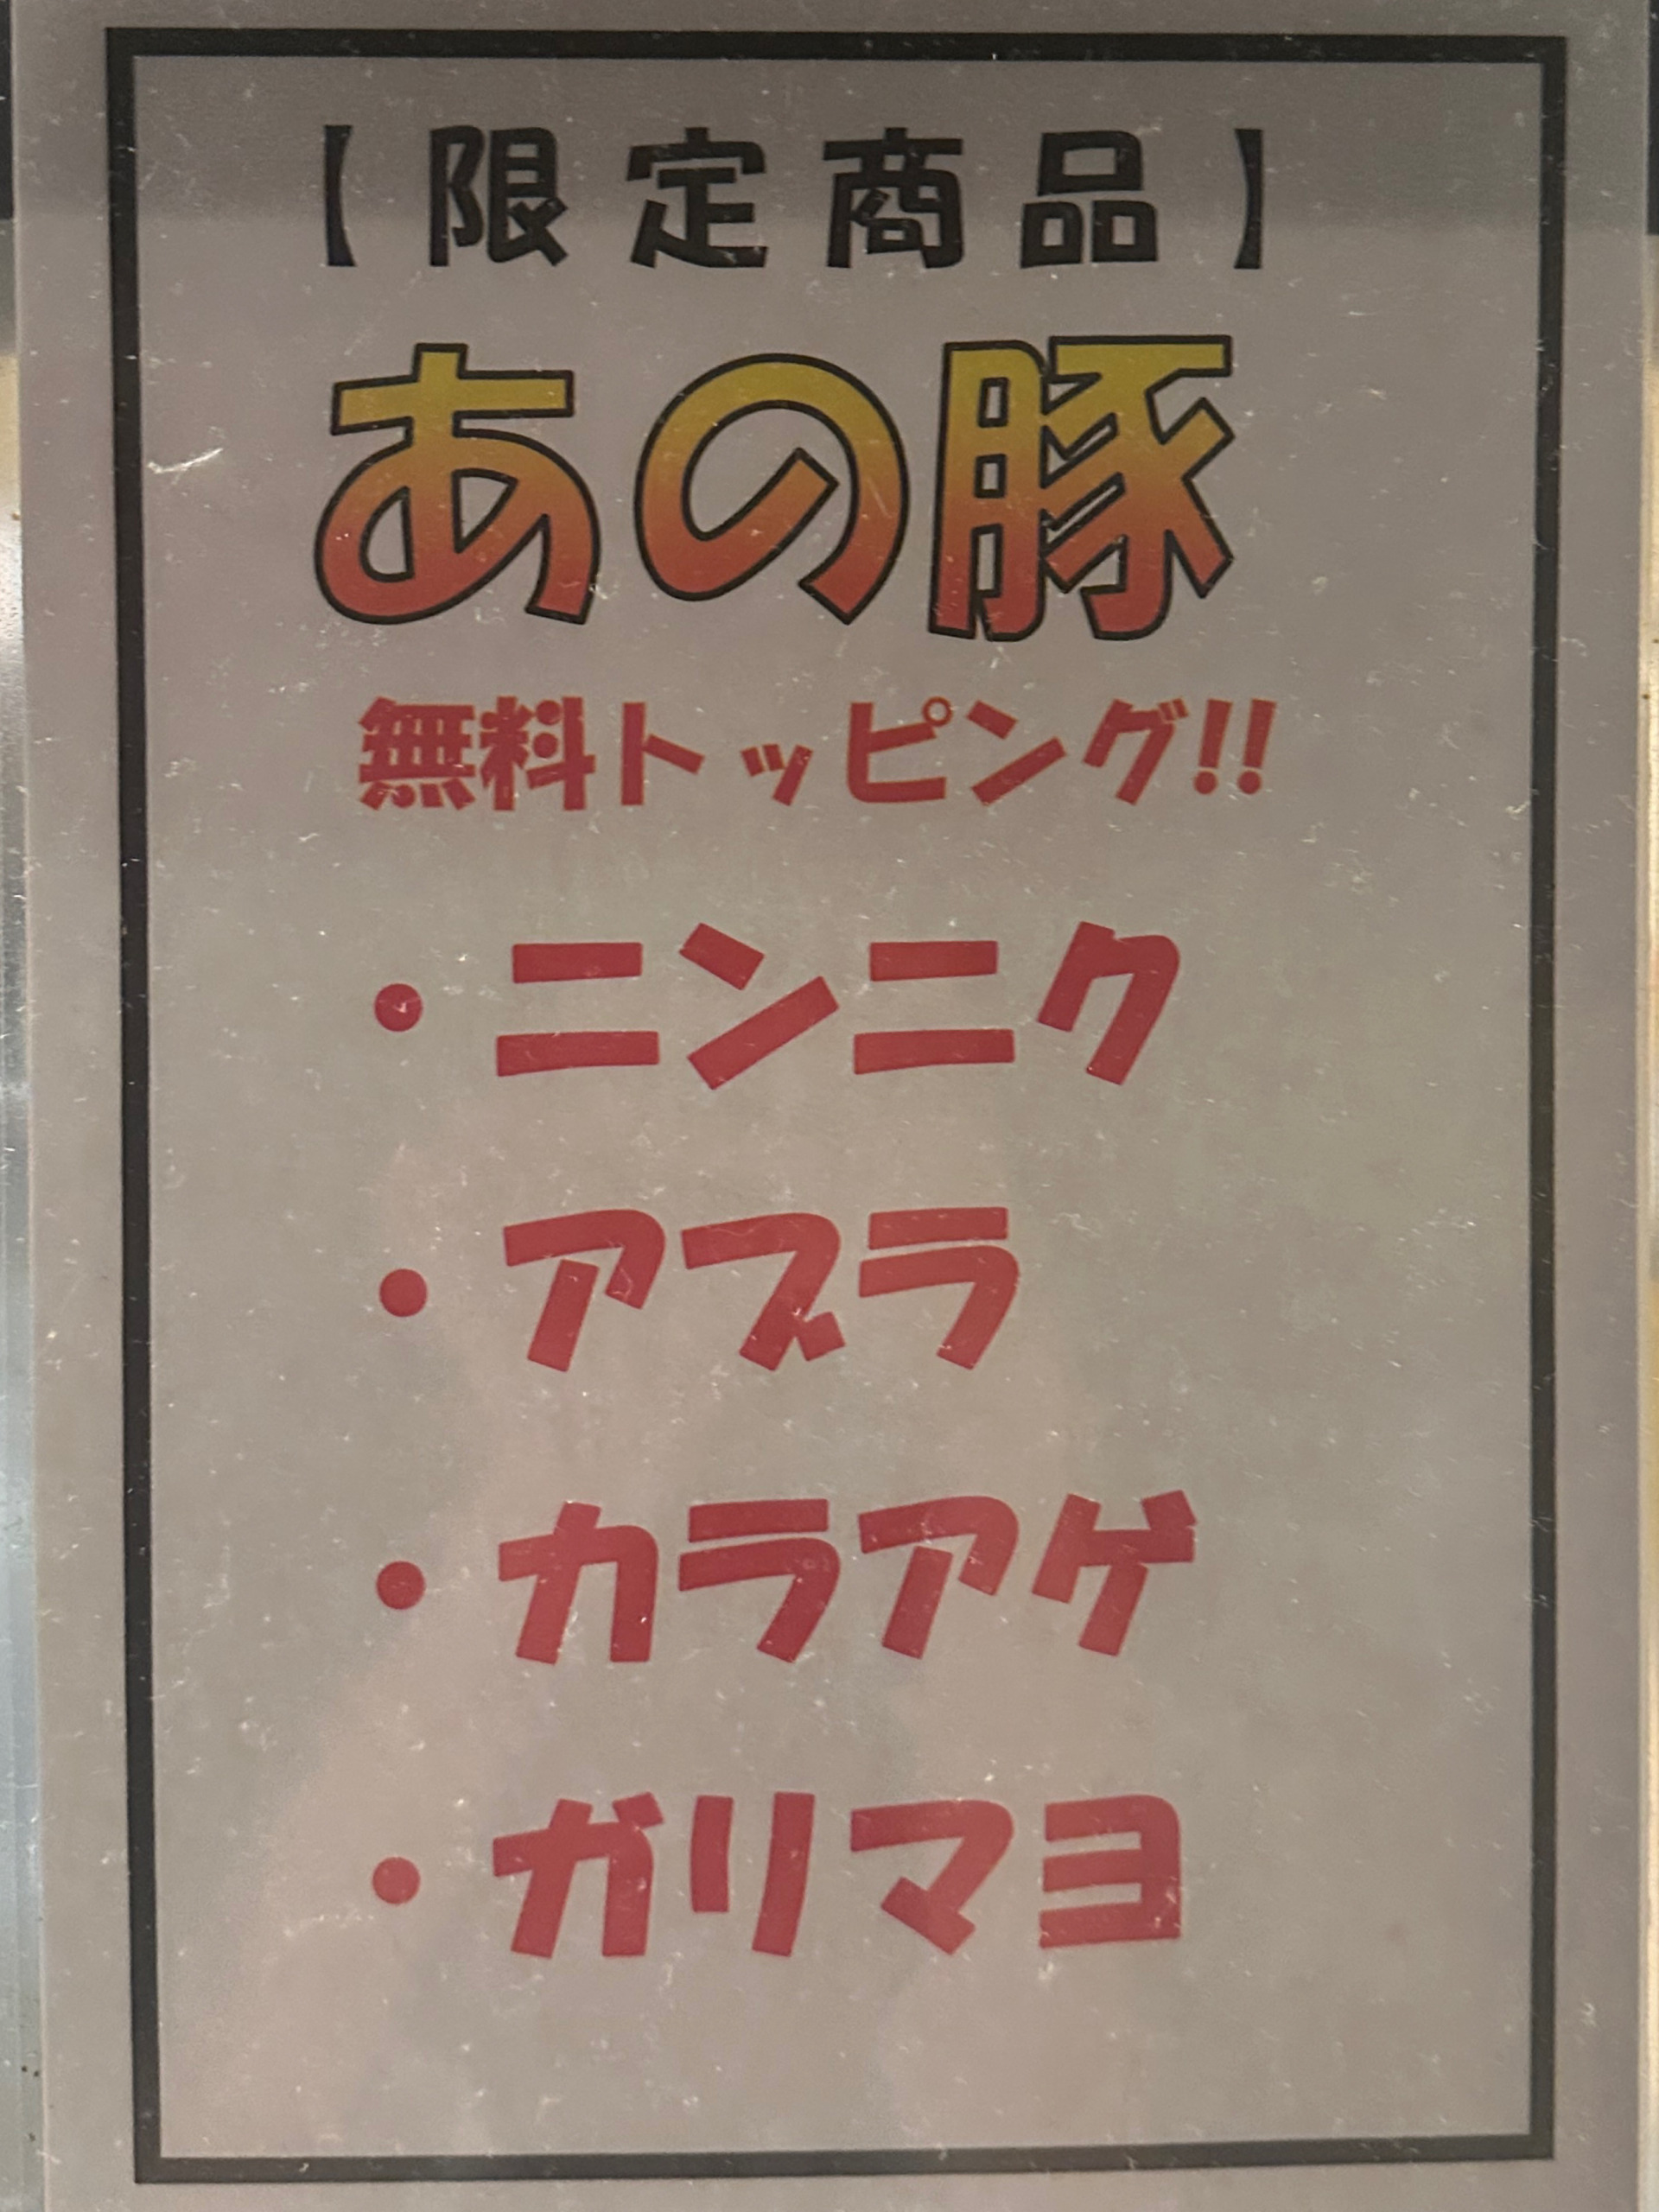 【限定商品】
あの豚
無料トッピング!!
・ニンニク
・アブラ
・カラアゲ
・ガリマヨ